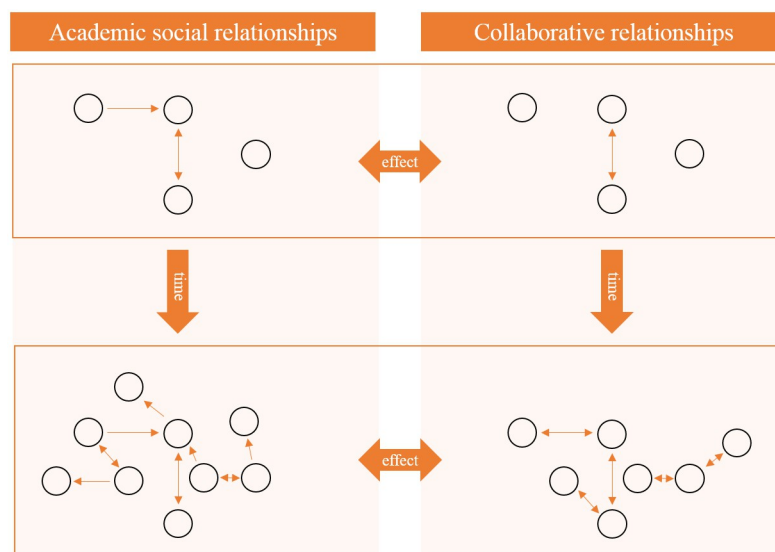 Academic social relationships
Collaborative relationships
effect
time
time
effect